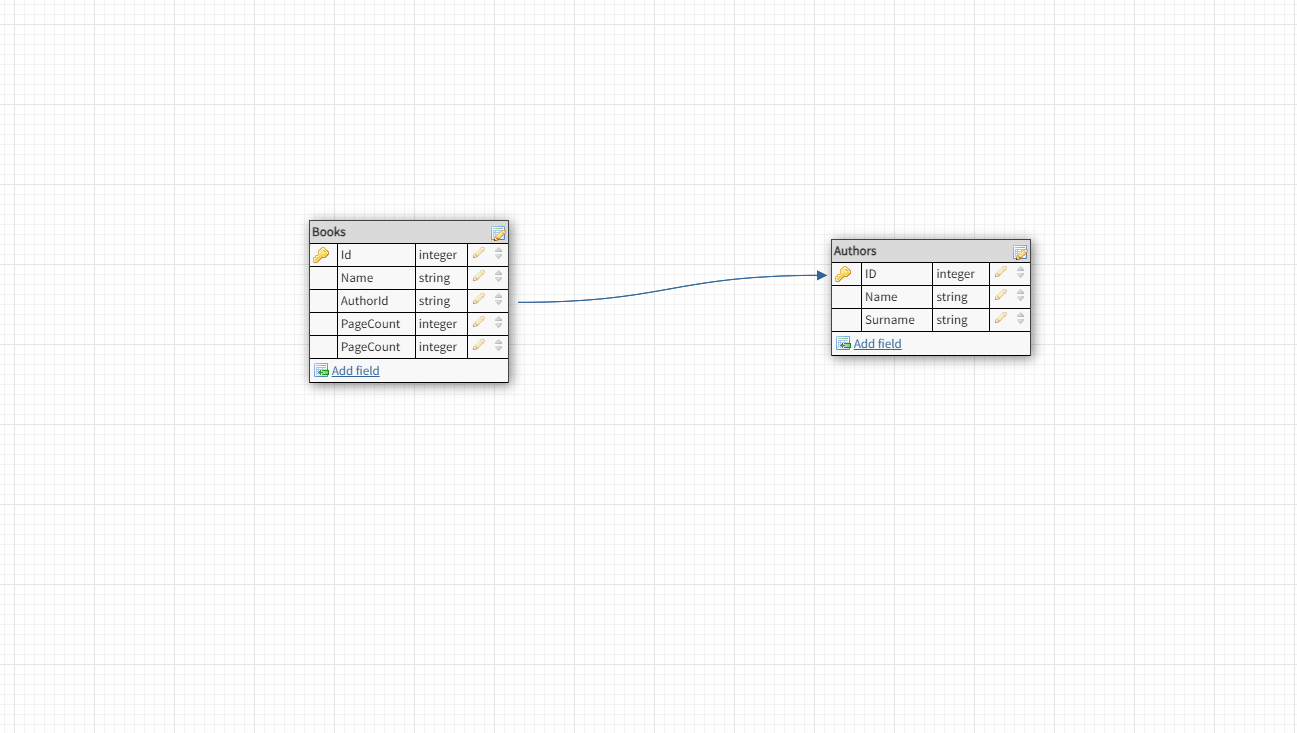 Books
Id integer
Name string
AuthorId string
PageCount integer
PageCount integer
Add field
Authors
ID integer
Name string
Surname string
Add field